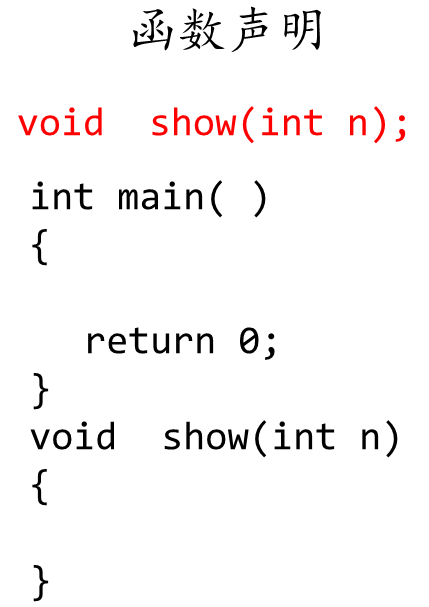 函数声明
void  show(int n);
int main( )
{
return 0;
}
void  show(int n)
{
}